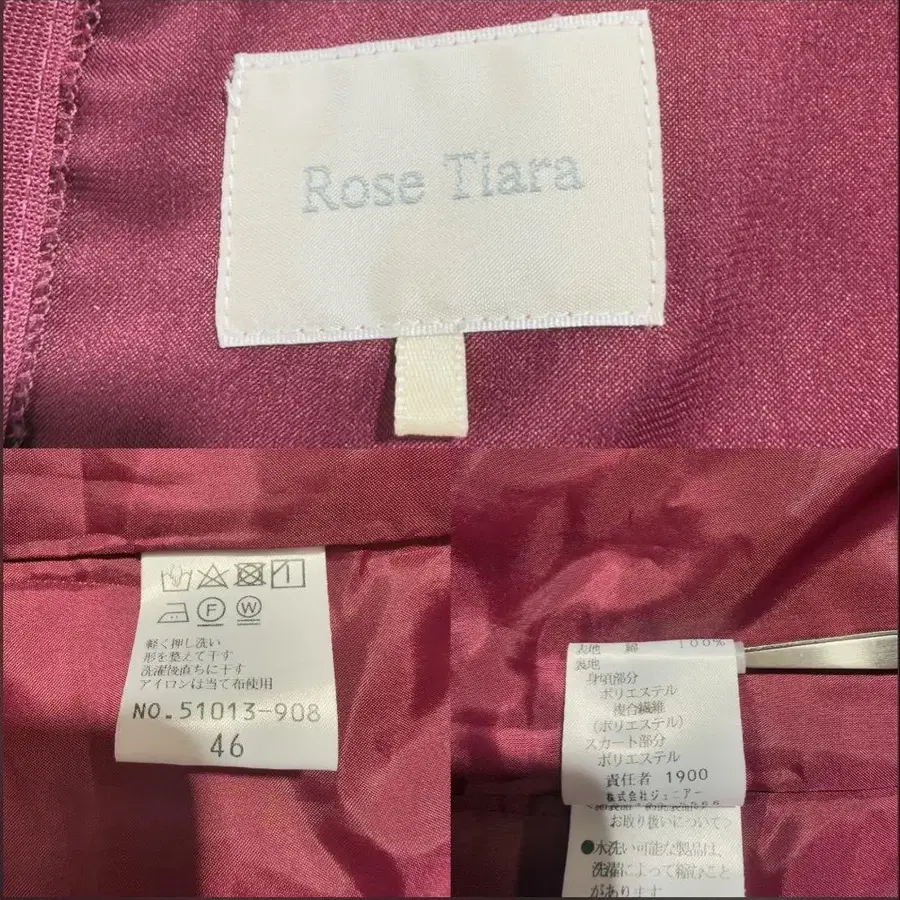 Rose Tiara
F W
軽く押し洗い
形を整えて干す
洗濯後直ちに干す
アイロンは当て布使用
NO.51013-908
46
表地 綿 100%
裏地
身頃部分
ポリエステル
複合繊維
(ポリエステル)
スカート部分
ポリエステル
責任者 1900
株式会社ジュニアー
お取り扱いについて>
●水洗い可能な製品は、
洗濯によって縮むこと
があります